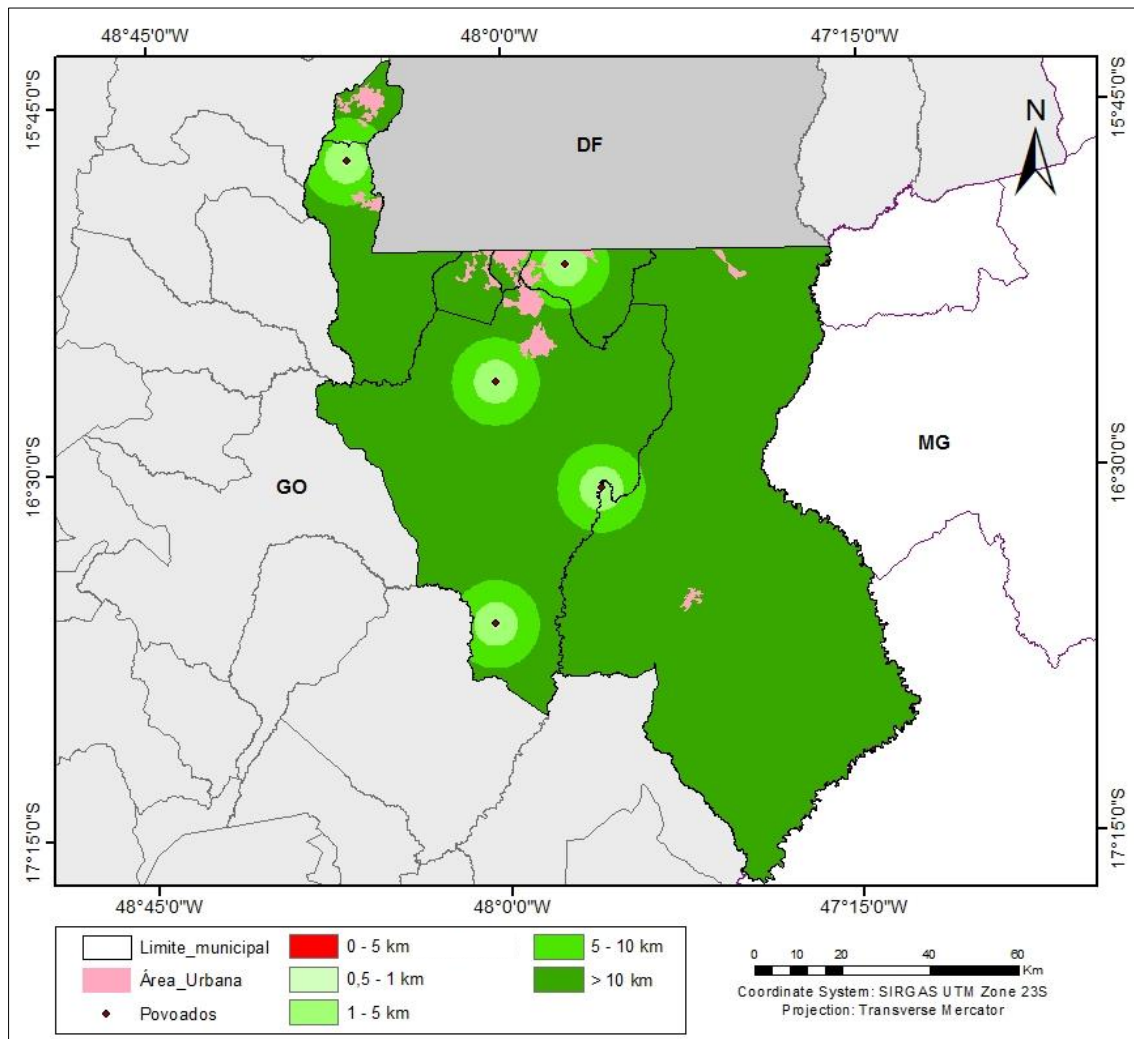 48°45'0"W 48°0'0"W 47°15'0"W
15°45'0"S 15°45'0"S
N
DF
MG
16°30'0"S 16°30'0"S
GO
17°15'0"S 17°15'0"S
48°45'0"W 48°0'0"W 47°15'0"W
Limite_municipal 0 - 5 km 5 - 10 km
Área_Urbana 0,5 - 1 km > 10 km
Povoados 1 - 5 km
0 10 20 40 60
Km
Coordinate System: SIRGAS UTM Zone 23S
Projection: Transverse Mercator